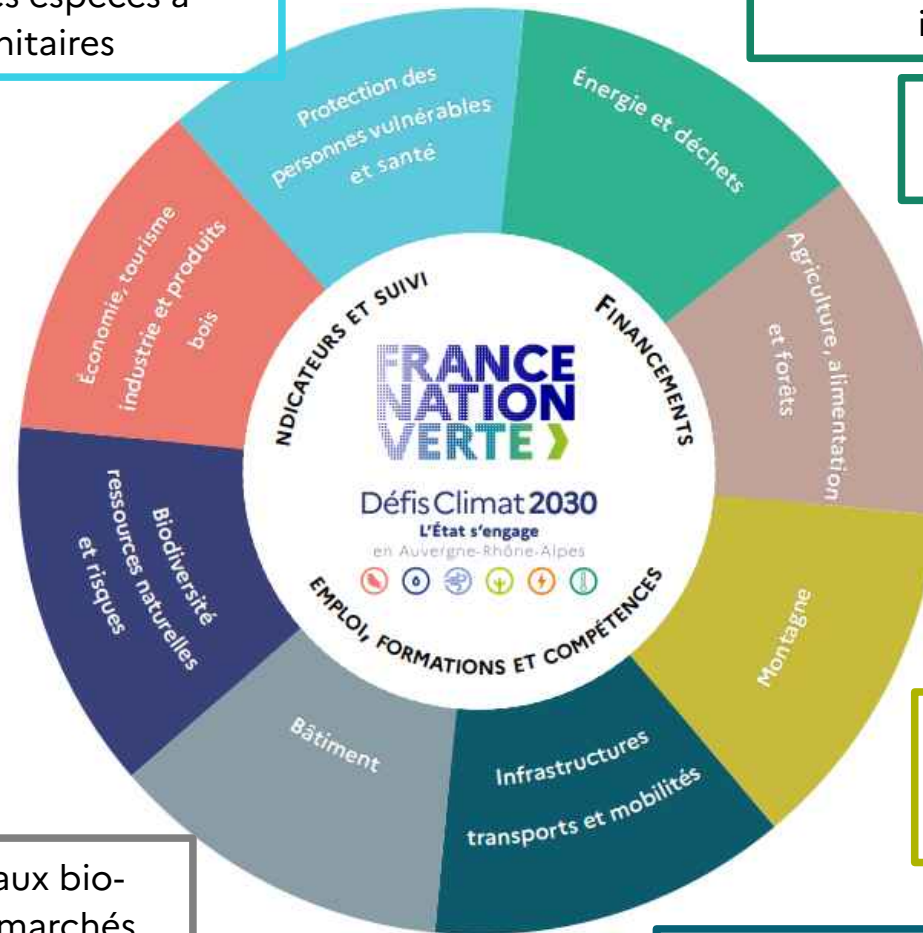 es espèces à
nitaires
i
Protection des
personnes vulnérables
et santé
Énergie et déchets
Agriculture, alimentation
et forêts
Montagne
Infrastructures
transports et mobilités
Bâtiment
Biodiversité
ressources naturelles
et risques
Économie, tourisme
industrie et produits
bois
NDICATEURS ET SUIVI
FINANCEMENTS
EMPLOI, FORMATIONS ET COMPÉTENCES
FRANCE
NATION
VERTE
Défis Climat 2030
L'État s'engage
en Auvergne-Rhône-Alpes
aux bio-
marchés